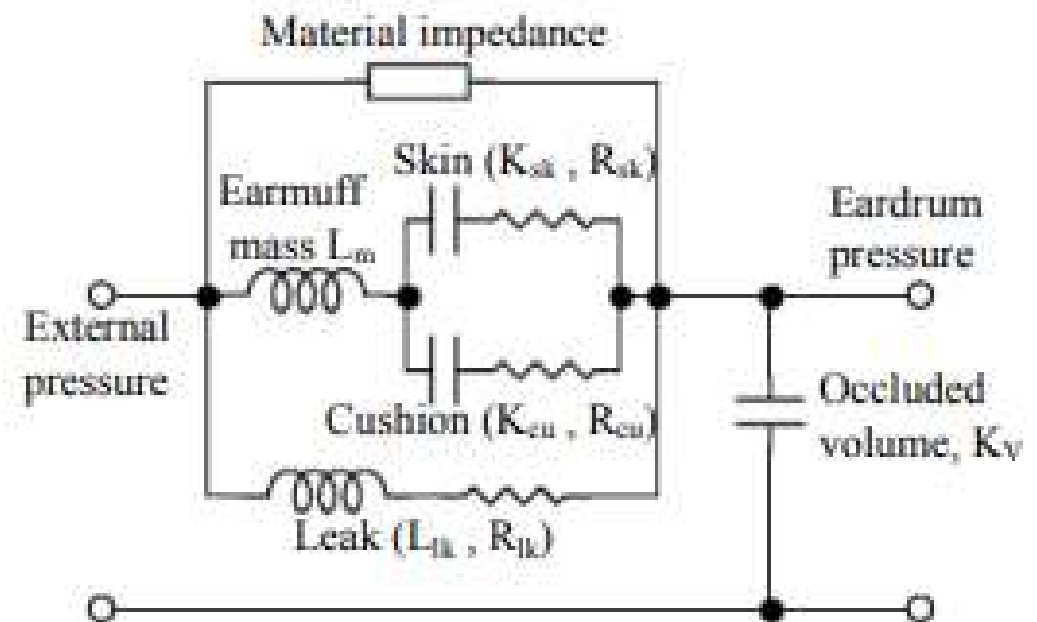 Material impedance
Skin (Ksk , Rsk)
Earmuff
mass Lm
Eardrum
pressure
External
pressure
Cushion (Kcu , Rcu)
Occluded
volume, KV
Leak (Llk , Rlk)